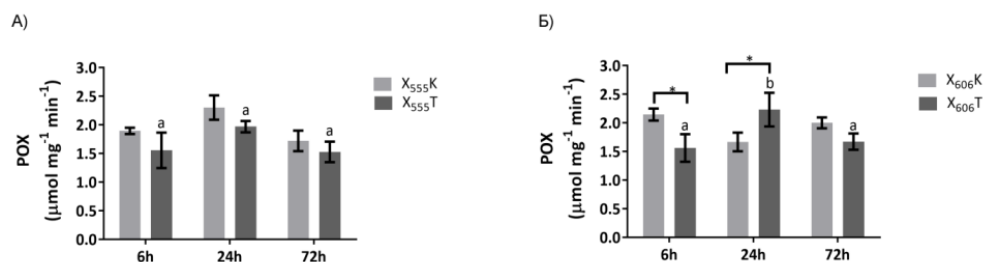 А)
POX
(μmol mg⁻¹ min⁻¹)
3.0
2.5
2.0
1.5
1.0
0.5
0.0
a
a
a
6h
24h
72h
X₅₅₅K
X₅₅₅T
Б)
POX
(μmol mg⁻¹ min⁻¹)
3.0
2.5
2.0
1.5
1.0
0.5
0.0
*
*
a
b
a
6h
24h
72h
X₆₀₆K
X₆₀₆T